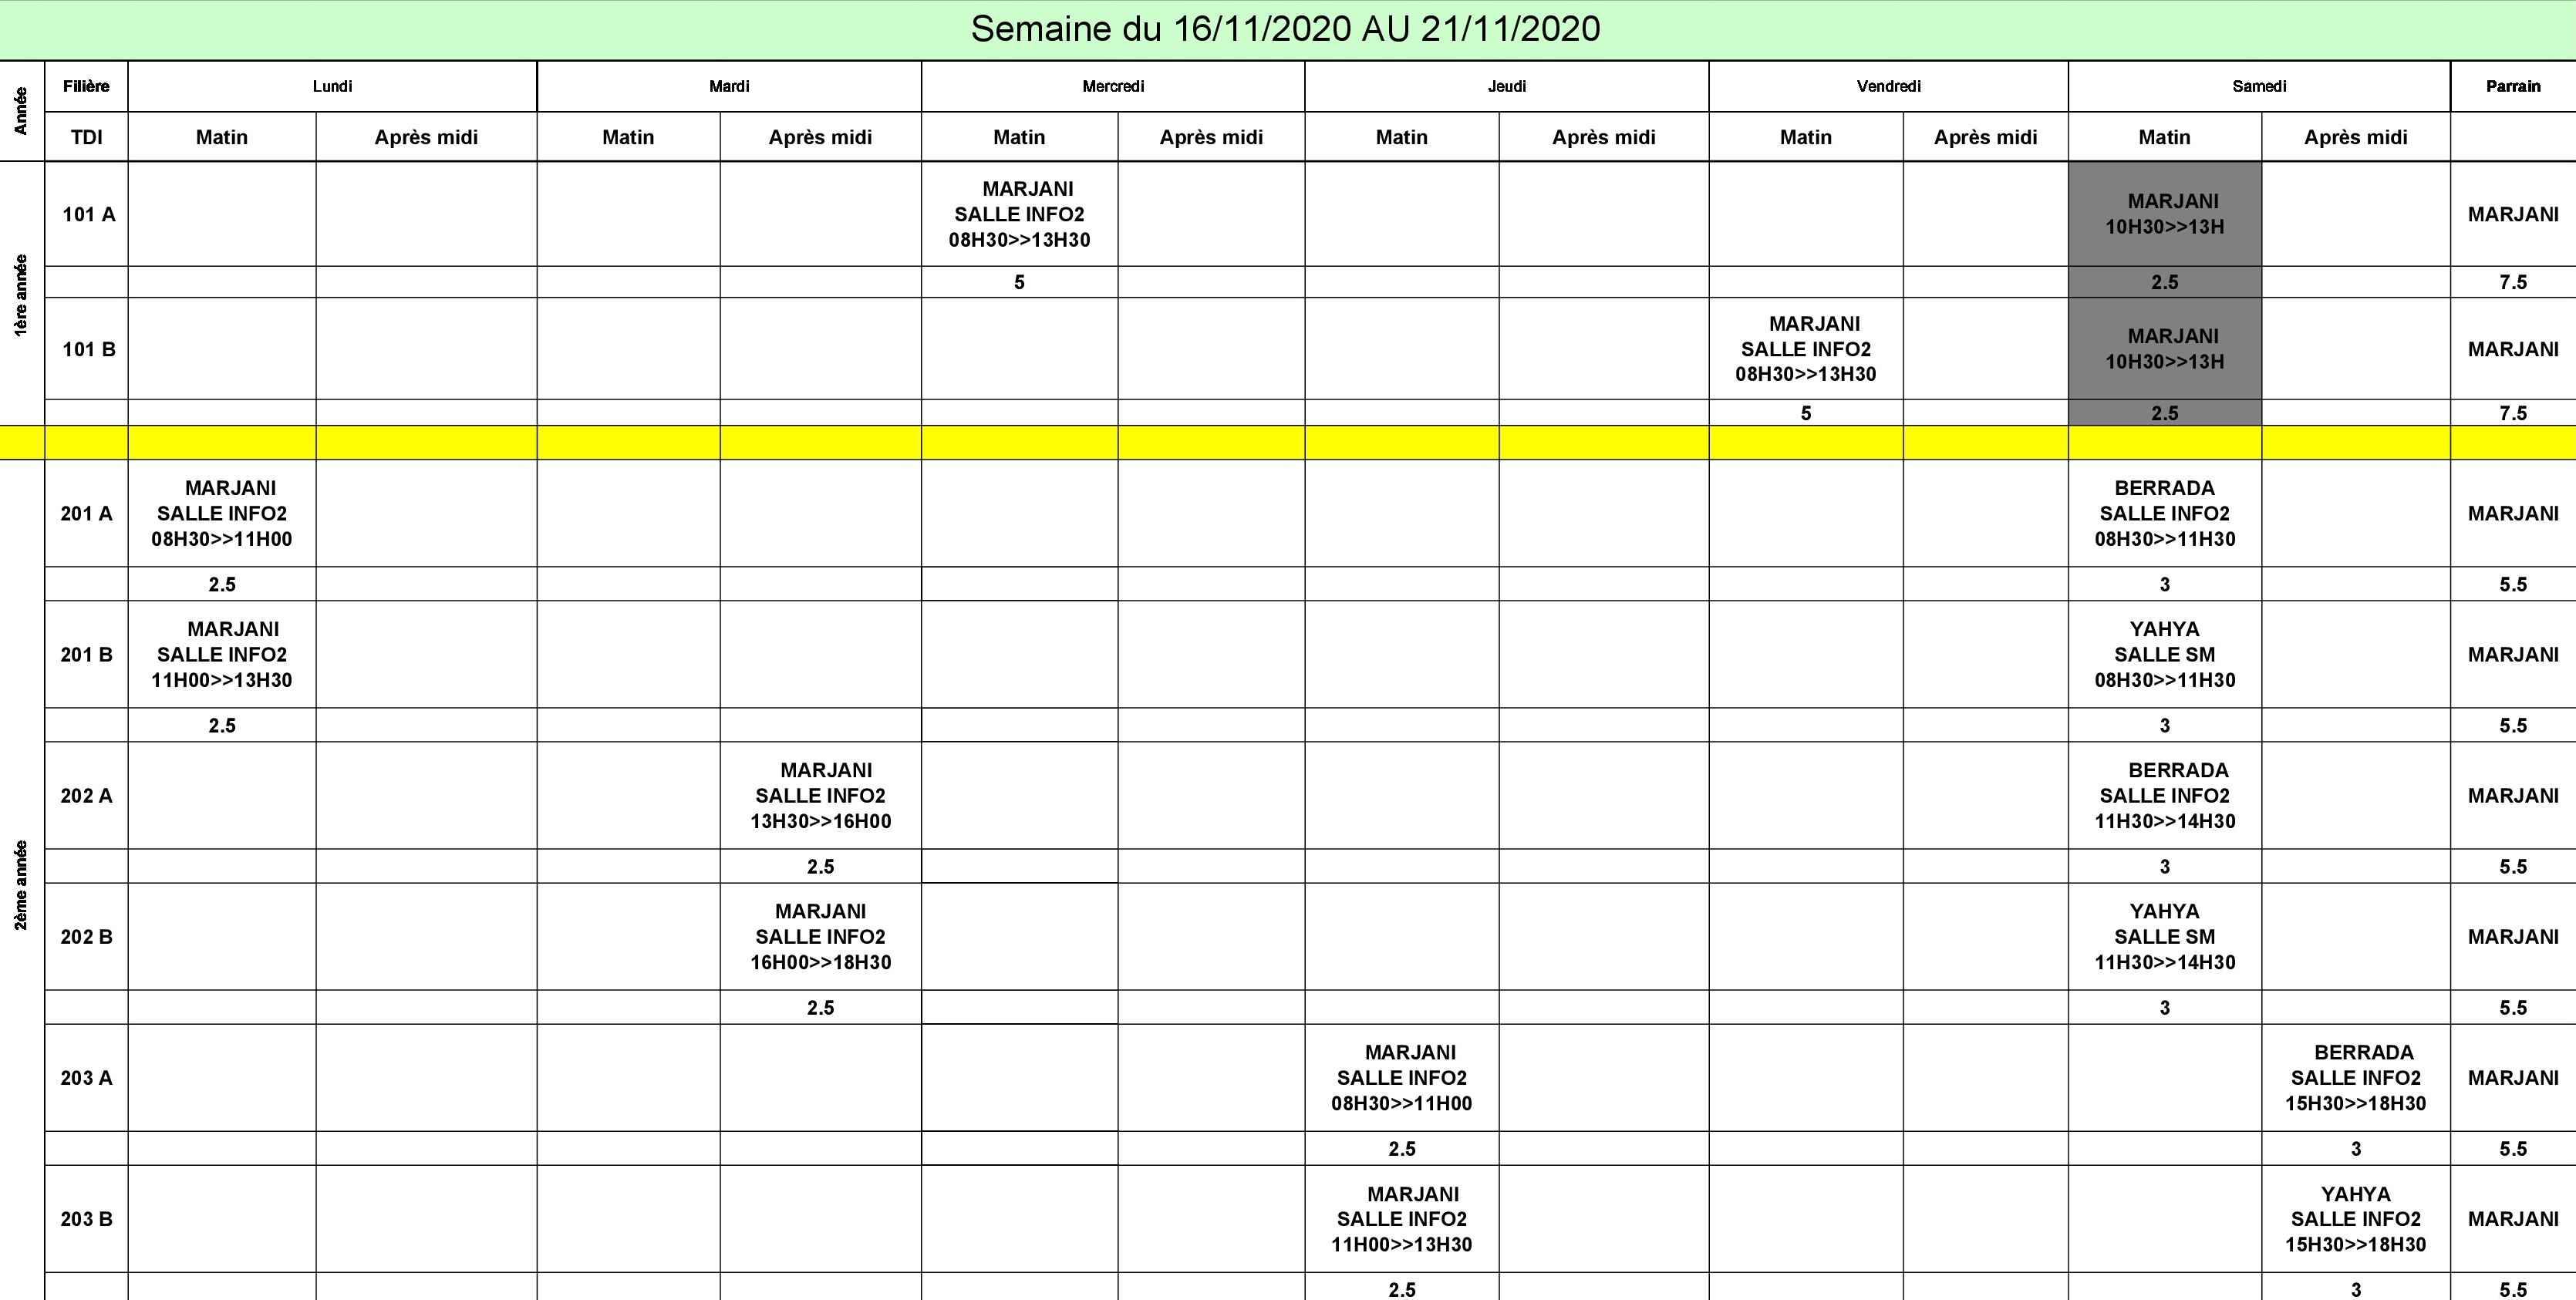 Semaine du 16/11/2020 AU 21/11/2020
Année Filière Lundi Mardi Mercredi Jeudi Vendredi Samedi Parrain
TDI Matin Après midi Matin Après midi Matin Après midi Matin Après midi Matin Après midi Matin Après midi
1ère année
101 A
MARJANI
SALLE INFO2
08H30>>13H30
MARJANI
10H30>>13H
MARJANI
5 2.5 7.5
101 B
MARJANI
SALLE INFO2
08H30>>13H30
MARJANI
10H30>>13H
MARJANI
5 2.5 7.5
2ème année
201 A
MARJANI
SALLE INFO2
08H30>>11H00
BERRADA
SALLE INFO2
08H30>>11H30
MARJANI
2.5 3 5.5
201 B
MARJANI
SALLE INFO2
11H00>>13H30
YAHYA
SALLE SM
08H30>>11H30
MARJANI
2.5 3 5.5
202 A
MARJANI
SALLE INFO2
13H30>>16H00
BERRADA
SALLE INFO2
11H30>>14H30
MARJANI
2.5 3 5.5
202 B
MARJANI
SALLE INFO2
16H00>>18H30
YAHYA
SALLE SM
11H30>>14H30
MARJANI
2.5 3 5.5
203 A
MARJANI
SALLE INFO2
08H30>>11H00
BERRADA
SALLE INFO2
15H30>>18H30
MARJANI
2.5 3 5.5
203 B
MARJANI
SALLE INFO2
11H00>>13H30
YAHYA
SALLE INFO2
15H30>>18H30
MARJANI
2.5 3 5.5